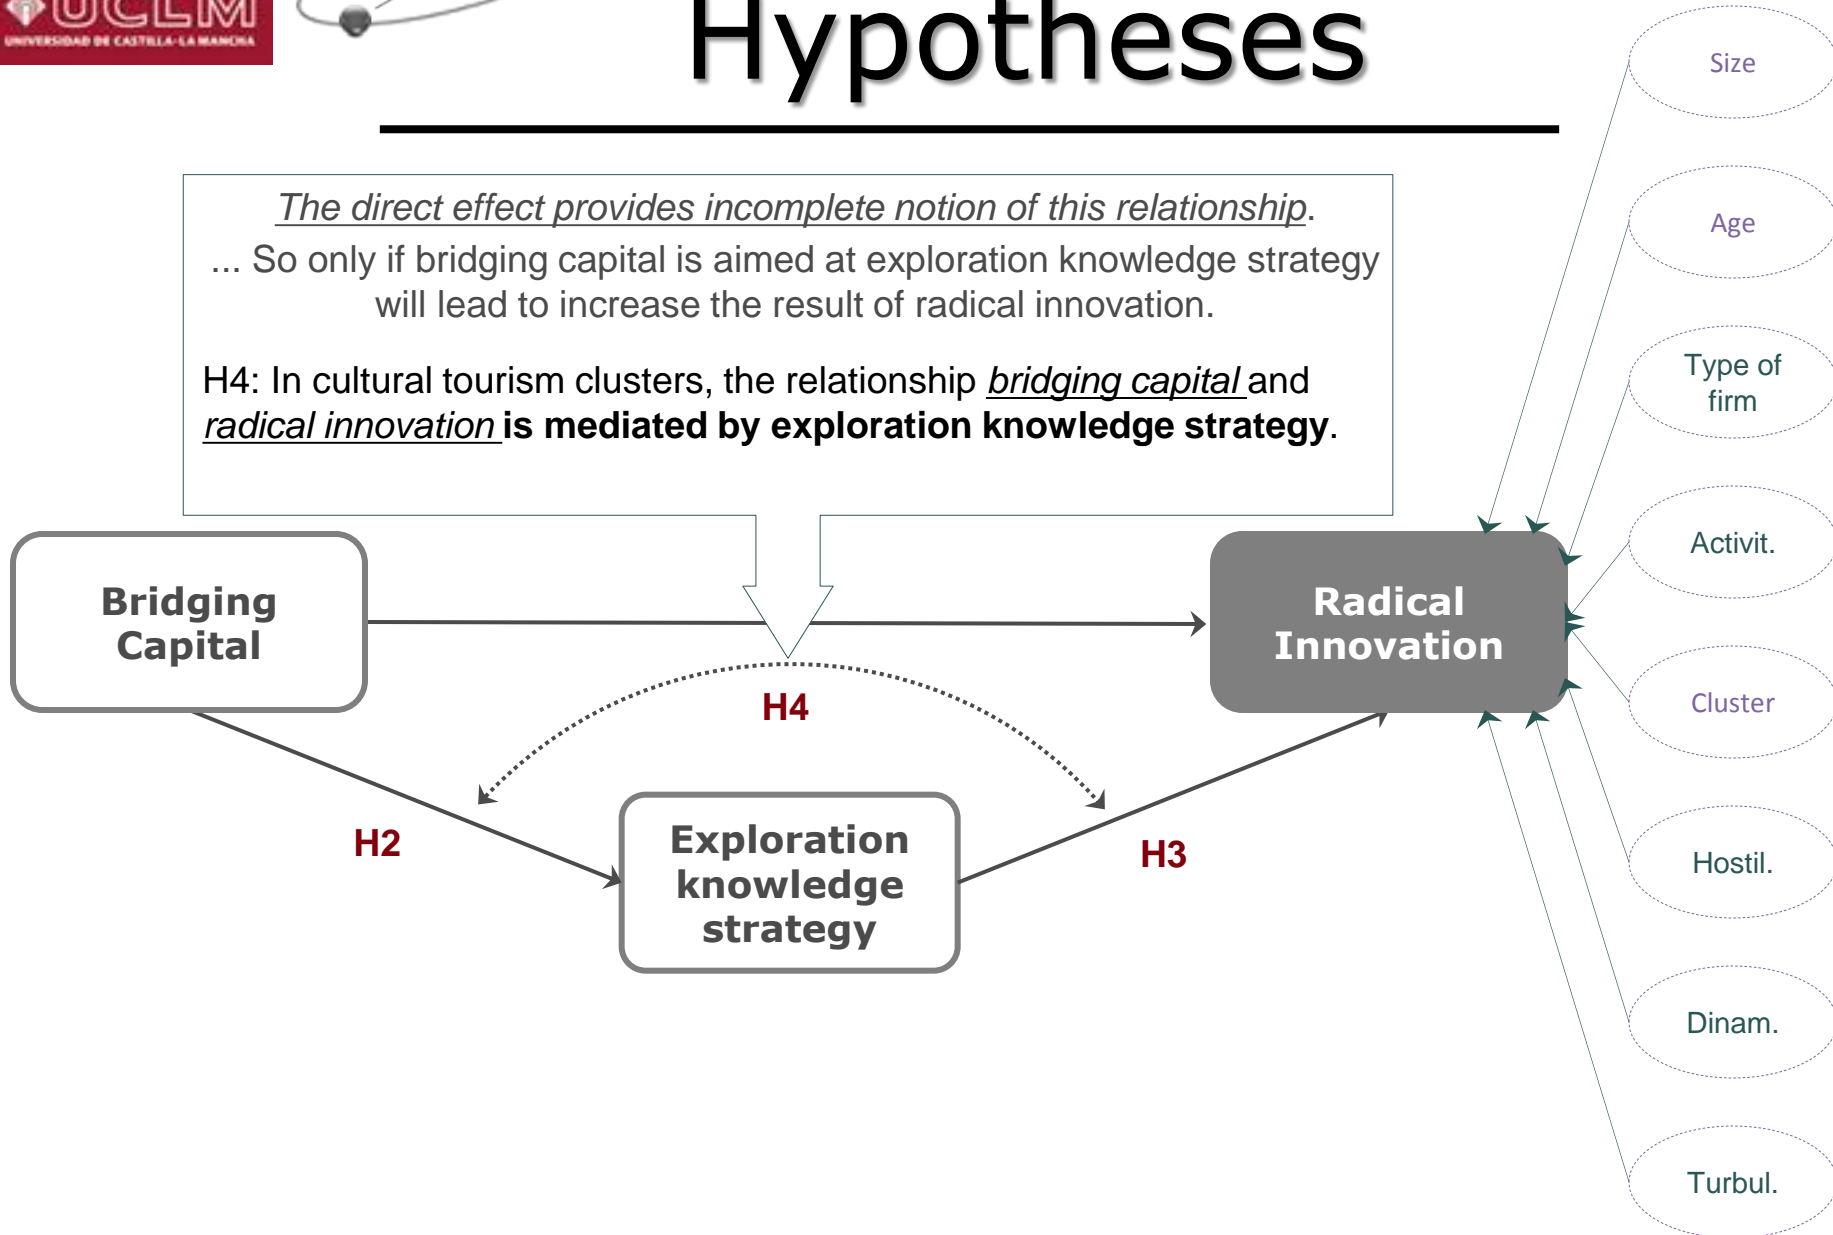 UCLM
UNIVERSIDAD DE CASTILLA-LA MANCHA
Hypotheses
The direct effect provides incomplete notion of this relationship.
... So only if bridging capital is aimed at exploration knowledge strategy
will lead to increase the result of radical innovation.
H4: In cultural tourism clusters, the relationship bridging capital and
radical innovation is mediated by exploration knowledge strategy.
Bridging
Capital
Radical
Innovation
H4
H2
Exploration
knowledge
strategy
H3
Size
Age
Type of
firm
Activit.
Cluster
Hostil.
Dinam.
Turbul.